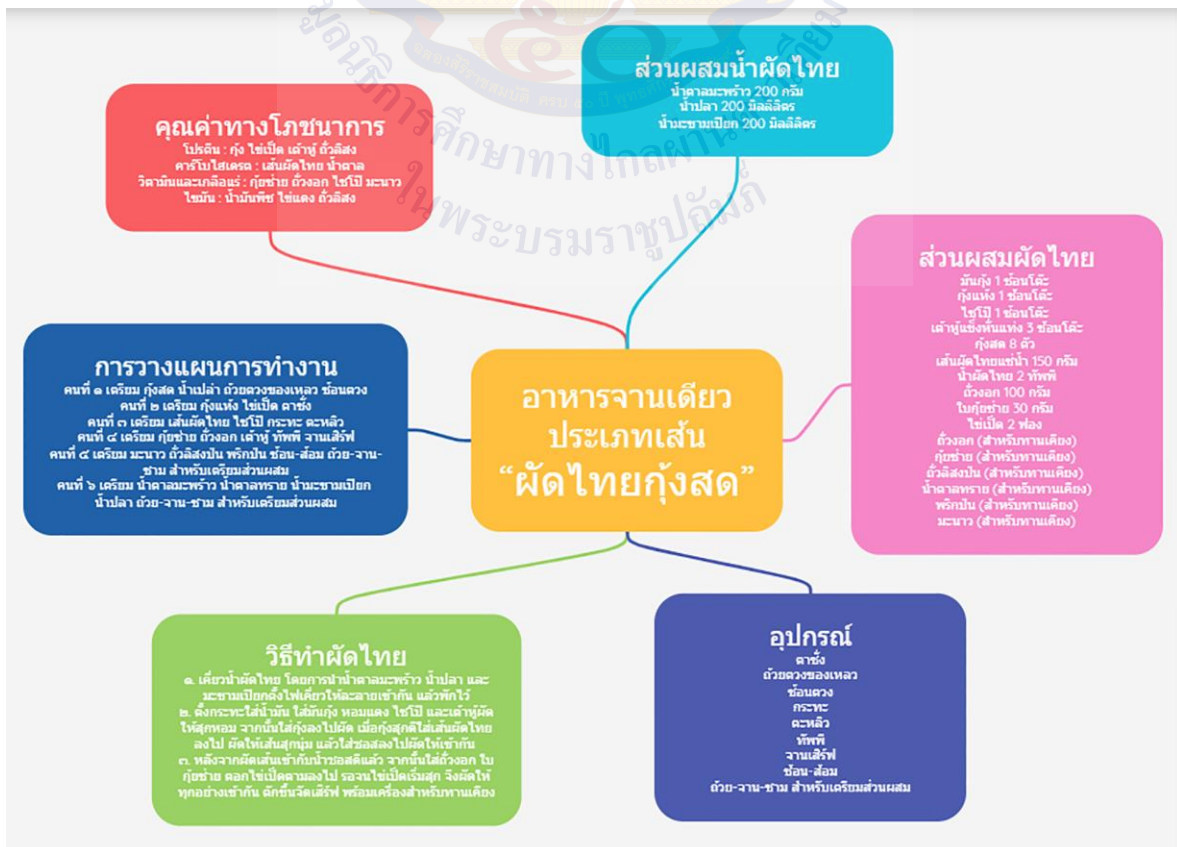 ส่วนผสมน้ำผัดไทย
น้ำตาลมะพร้าว 200 กรัม
น้ำปลา 200 มิลลิลิตร
น้ำมะขามเปียก 200 มิลลิลิตร
คุณค่าทางโภชนาการ
โปรตีน : กุ้ง ไข่เป็ด เต้าหู้ ถั่วลิสง
คาร์โบไฮเดรต : เส้นผัดไทย น้ำตาล
วิตามินและเกลือแร่ : กุ้ยช่าย ถั่วงอก ไชโป๊ มะนาว
ไขมัน : น้ำมันพืช ไข่แดง ถั่วลิสง
ส่วนผสมผัดไทย
มันกุ้ง 1 ช้อนโต๊ะ
กุ้งแห้ง 1 ช้อนโต๊ะ
ไชโป๊ 1 ช้อนโต๊ะ
เต้าหู้แข็งหั่นแท่ง 3 ช้อนโต๊ะ
กุ้งสด 8 ตัว
เส้นผัดไทยแช่น้ำ 150 กรัม
น้ำผัดไทย 2 ทัพพี
ถั่วงอก 100 กรัม
ใบกุ้ยช่าย 30 กรัม
ไข่เป็ด 2 ฟอง
ถั่วงอก (สำหรับทานเคียง)
กุ้ยช่าย (สำหรับทานเคียง)
ถั่วลิสงป่น (สำหรับทานเคียง)
น้ำตาลทราย (สำหรับทานเคียง)
พริกป่น (สำหรับทานเคียง)
มะนาว (สำหรับทานเคียง)
การวางแผนการทำงาน
คนที่ ๑ เตรียม กุ้งสด น้ำเปล่า ถ้วยตวงของเหลว ช้อนตวง
คนที่ ๒ เตรียม กุ้งแห้ง ไข่เป็ด ตาชั่ง
คนที่ ๓ เตรียม เส้นผัดไทย ไชโป๊ กระทะ ตะหลิว
คนที่ ๔ เตรียม กุ้ยช่าย ถั่วงอก เต้าหู้ ทัพพี จานเสิร์ฟ
คนที่ ๕ เตรียม มะนาว ถั่วลิสงป่น พริกป่น ช้อน-ส้อม ถ้วย-จาน-
ชาม สำหรับเตรียมส่วนผสม
คนที่ ๖ เตรียม น้ำตาลมะพร้าว น้ำตาลทราย น้ำมะขามเปียก
น้ำปลา ถ้วย-จาน-ชาม สำหรับเตรียมส่วนผสม
อาหารจานเดียว
ประเภทเส้น
“ผัดไทยกุ้งสด”
วิธีทำผัดไทย
๑. เคี่ยวน้ำผัดไทย โดยการนำน้ำตาลมะพร้าว น้ำปลา และ
มะขามเปียกตั้งไฟเคี่ยวให้ละลายเข้ากัน แล้วพักไว้
๒. ตั้งกระทะใส่น้ำมัน ใส่มันกุ้ง หอมแดง ไชโป๊ และเต้าหู้ผัด
ให้สุกหอม จากนั้นใส่กุ้งลงไปผัด เมื่อกุ้งสุกดีใส่เส้นผัดไทย
ลงไป ผัดให้เส้นสุกนุ่ม แล้วใส่ซอสลงไปผัดให้เข้ากัน
๓. หลังจากผัดเส้นเข้ากับน้ำซอสดีแล้ว จากนั้นใส่ถั่วงอก ใบ
กุ้ยช่าย ตอกไข่เป็ดตามลงไป รอจนไข่เป็ดเริ่มสุก จึงผัดให้
ทุกอย่างเข้ากัน ตักขึ้นจัดเสิร์ฟ พร้อมเครื่องสำหรับทานเคียง
อุปกรณ์
ตาชั่ง
ถ้วยตวงของเหลว
ช้อนตวง
กระทะ
ตะหลิว
ทัพพี
จานเสิร์ฟ
ช้อน-ส้อม
ถ้วย-จาน-ชาม สำหรับเตรียมส่วนผสม
มูลนิธิการศึกษาทางไกลผ่าน
ในพระบรมราชูปถัมภ์